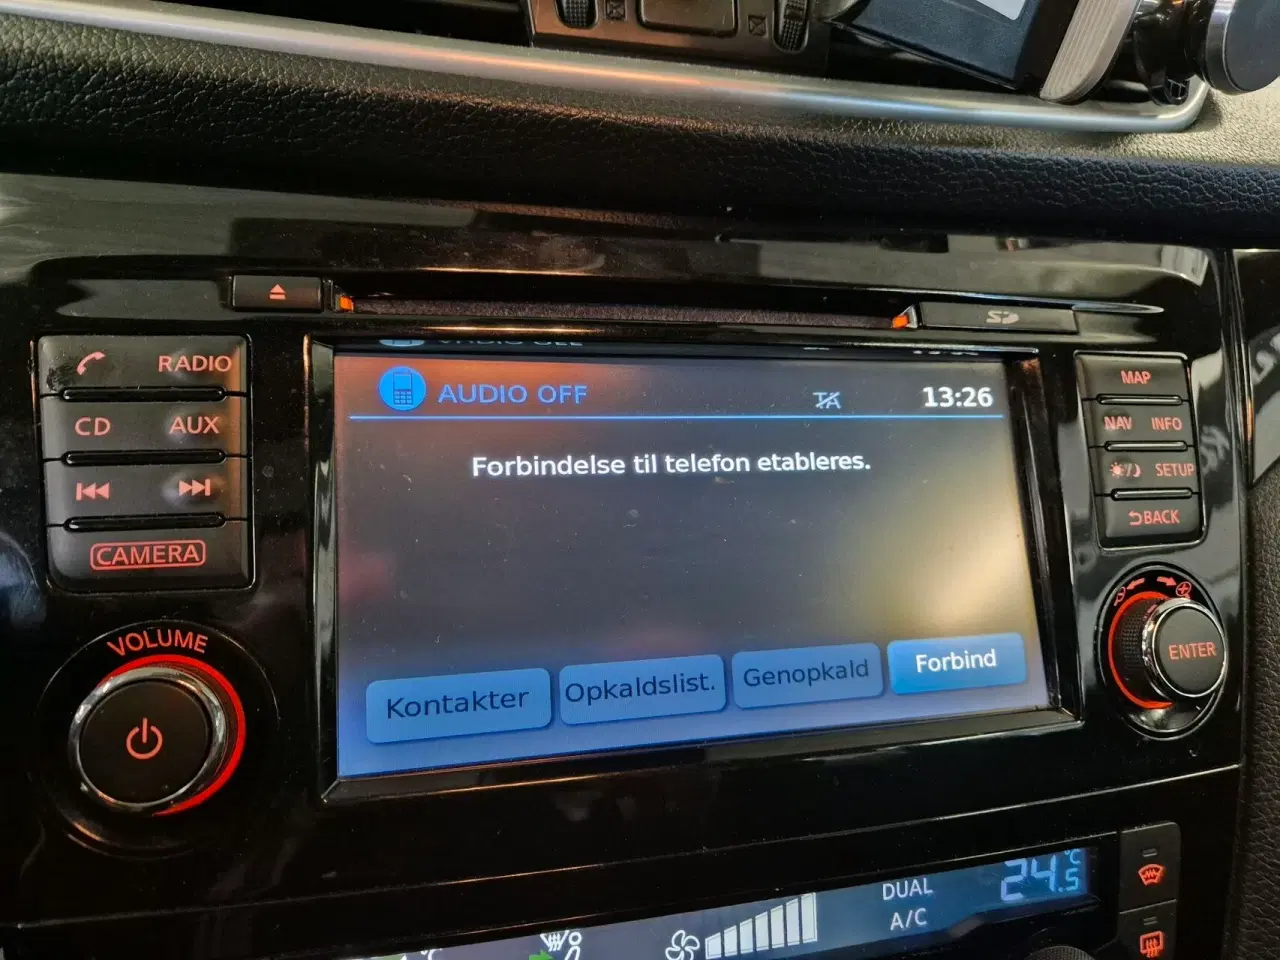 RADIO
CD AUX
CAMERA
VOLUME
SD
AUDIO OFF TA 13:26
Forbindelse til telefon etableres.
Kontakter Opkaldslist. Genopkald Forbind
MAP
NAV INFO
SETUP
BACK
ENTER
DUAL
A/C
24.5°C